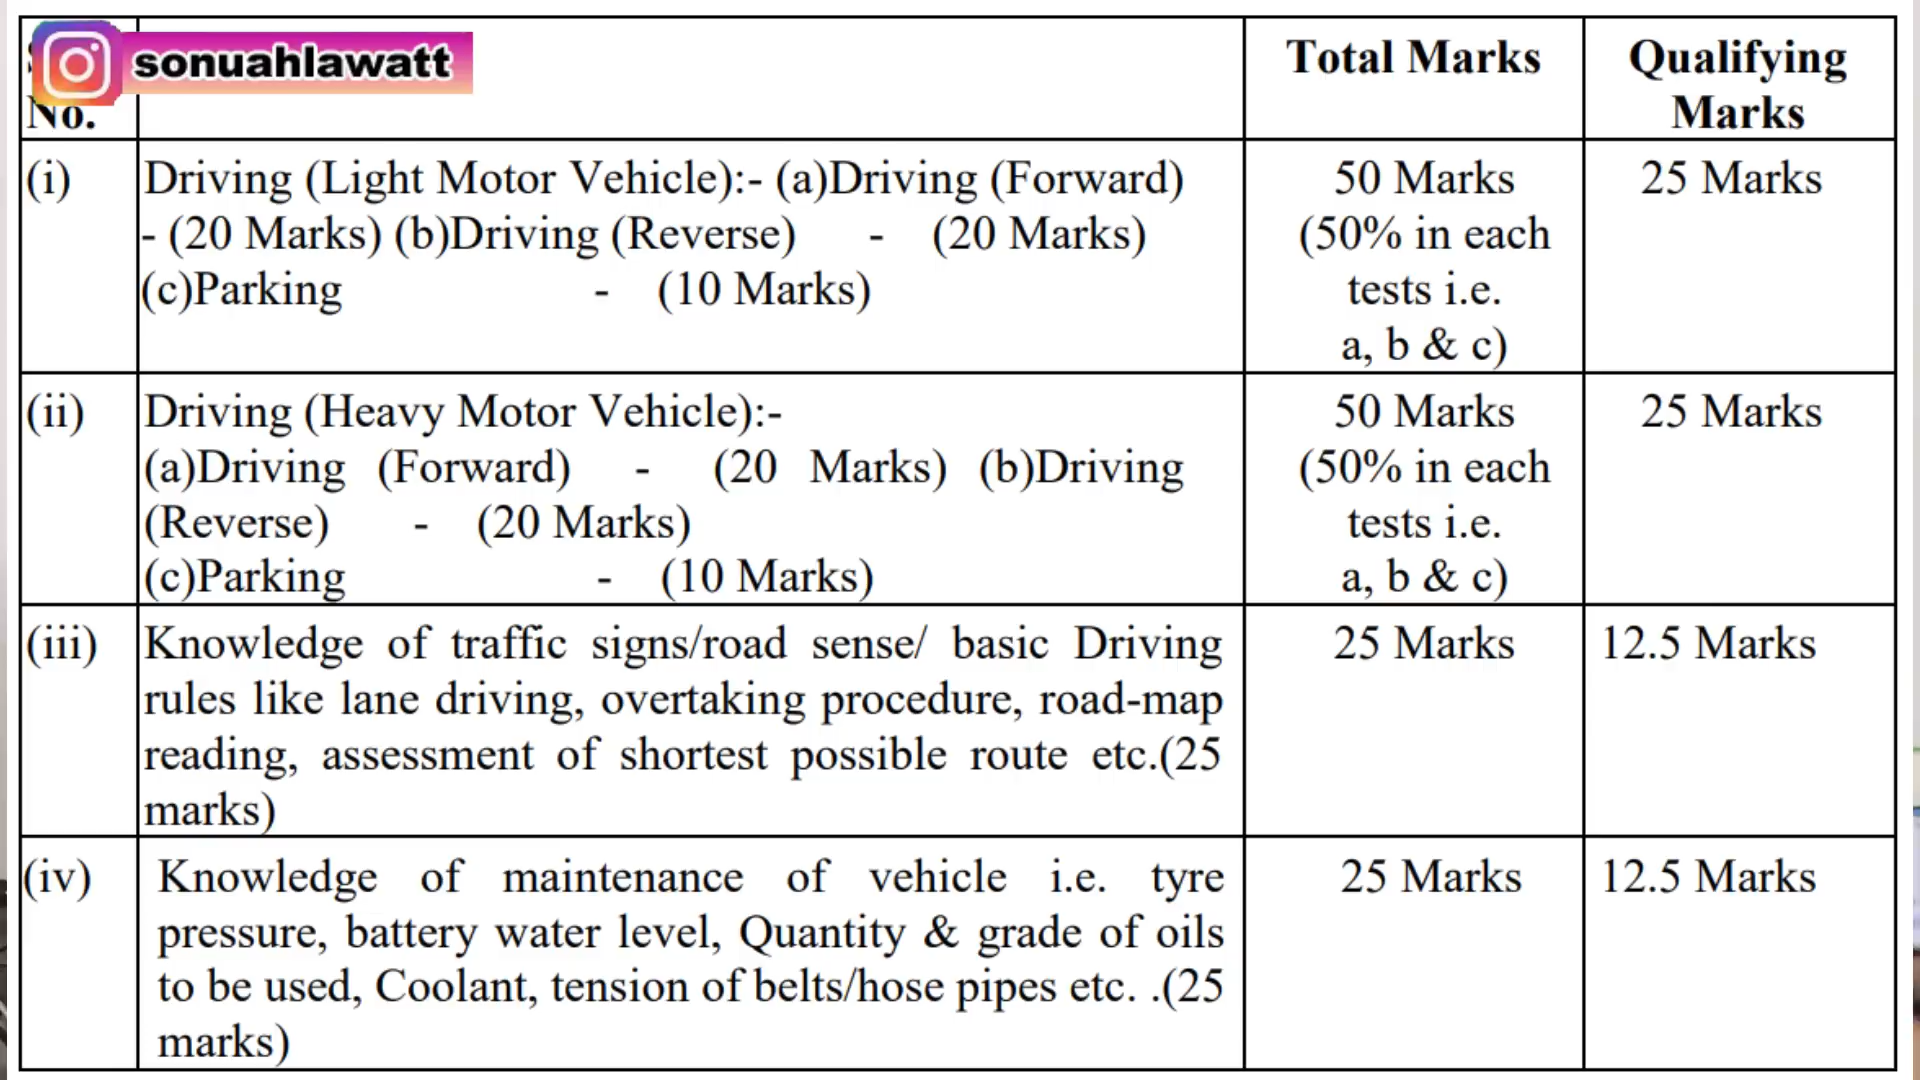 sonuahlawatt
No.
Total Marks
Qualifying
Marks
(i)
Driving (Light Motor Vehicle):- (a)Driving (Forward)
- (20 Marks) (b)Driving (Reverse) - (20 Marks)
(c)Parking - (10 Marks)
50 Marks
(50% in each
tests i.e.
a, b & c)
25 Marks
(ii)
Driving (Heavy Motor Vehicle):-
(a)Driving (Forward) - (20 Marks) (b)Driving
(Reverse) - (20 Marks)
(c)Parking - (10 Marks)
50 Marks
(50% in each
tests i.e.
a, b & c)
25 Marks
(iii)
Knowledge of traffic signs/road sense/ basic Driving
rules like lane driving, overtaking procedure, road-map
reading, assessment of shortest possible route etc.(25
marks)
25 Marks
12.5 Marks
(iv)
Knowledge of maintenance of vehicle i.e. tyre
pressure, battery water level, Quantity & grade of oils
to be used, Coolant, tension of belts/hose pipes etc. .(25
marks)
25 Marks
12.5 Marks